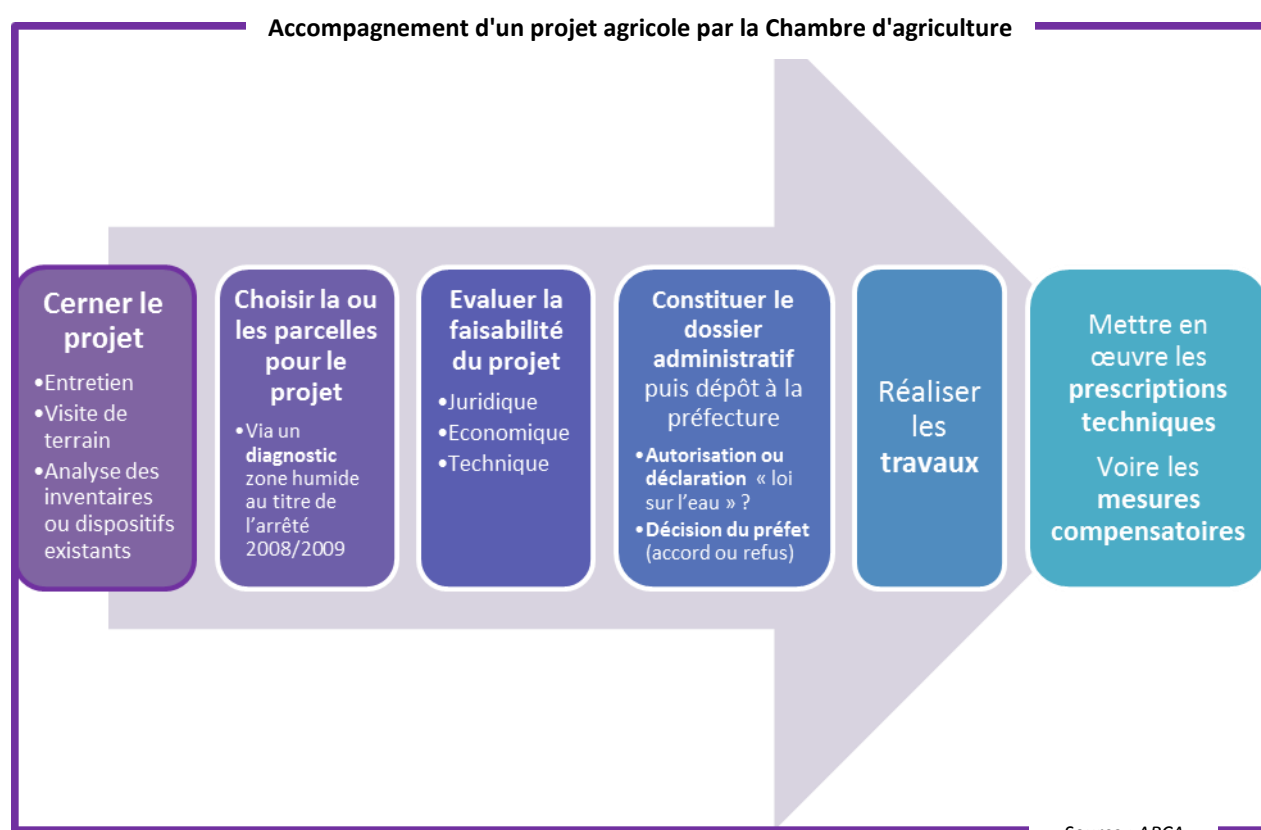 Accompagnement d'un projet agricole par la Chambre d'agriculture
Cerner le
projet
•Entretien
•Visite de
terrain
•Analyse des
inventaires
ou dispositifs
existants
Choisir la ou
les parcelles
pour le
projet
•Via un
diagnostic
zone humide
au titre de
l'arrêté
2008/2009
Evaluer la
faisabilité
du projet
•Juridique
•Economique
•Technique
Constituer le
dossier
administratif
puis dépôt à la
préfecture
•Autorisation ou
déclaration « loi
sur l'eau » ?
•Décision du préfet
(accord ou refus)
Réaliser
les
travaux
Mettre en
œuvre les
prescriptions
techniques
Voire les
mesures
compensatoires